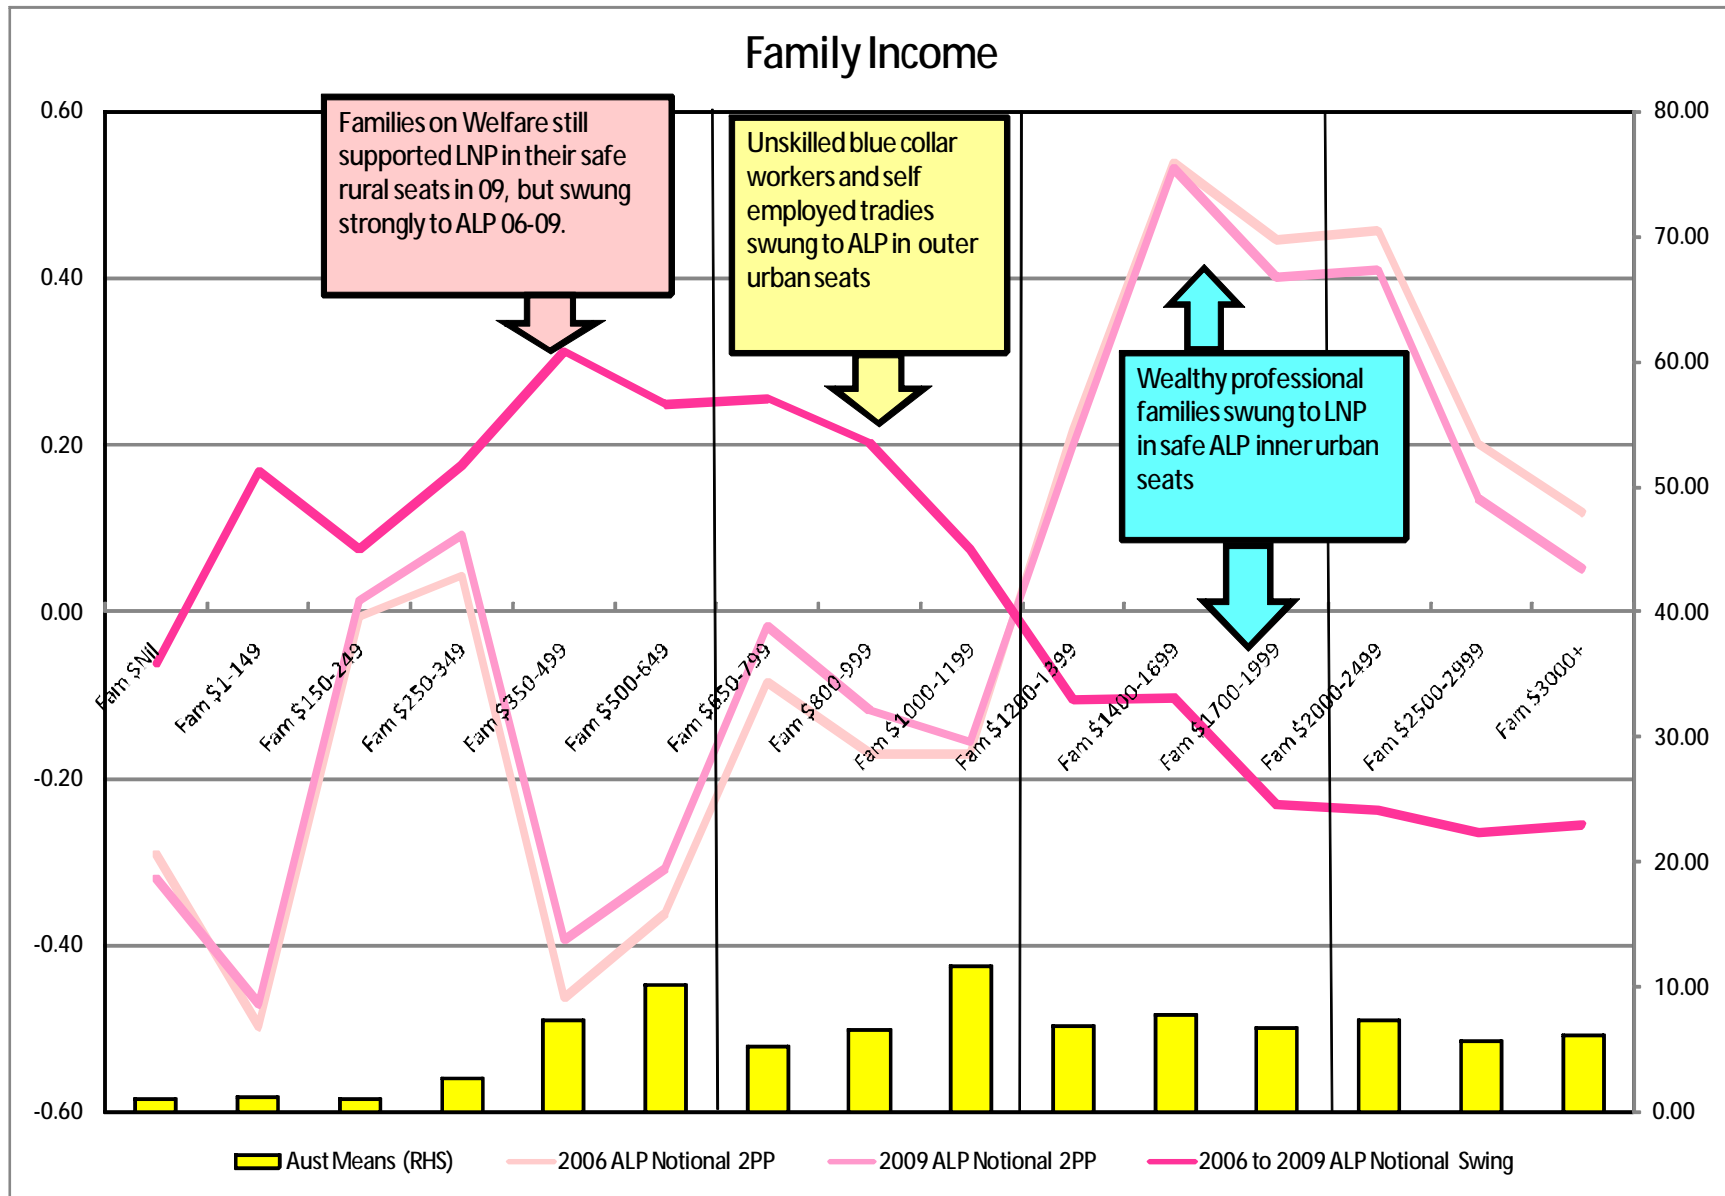 Family Income
0.60
0.40
0.20
0.00
-0.20
-0.40
-0.60
80.00
70.00
60.00
50.00
40.00
30.00
20.00
10.00
0.00
Families on Welfare still
supported LNP in their safe
rural seats in 09, but swung
strongly to ALP 06-09.
Unskilled blue collar
workers and self
employed tradies
swung to ALP in outer
urban seats
Wealthy professional
families swung to LNP
in safe ALP inner urban
seats
Fam $Nil
Fam $1-149
Fam $150-249
Fam $250-349
Fam $350-499
Fam $500-649
Fam $650-799
Fam $800-999
Fam $1000-1199
Fam $1200-1399
Fam $1400-1699
Fam $1700-1999
Fam $2000-2499
Fam $2500-2999
Fam $3000+
Aust Means (RHS)
2006 ALP Notional 2PP
2009 ALP Notional 2PP
2006 to 2009 ALP Notional Swing